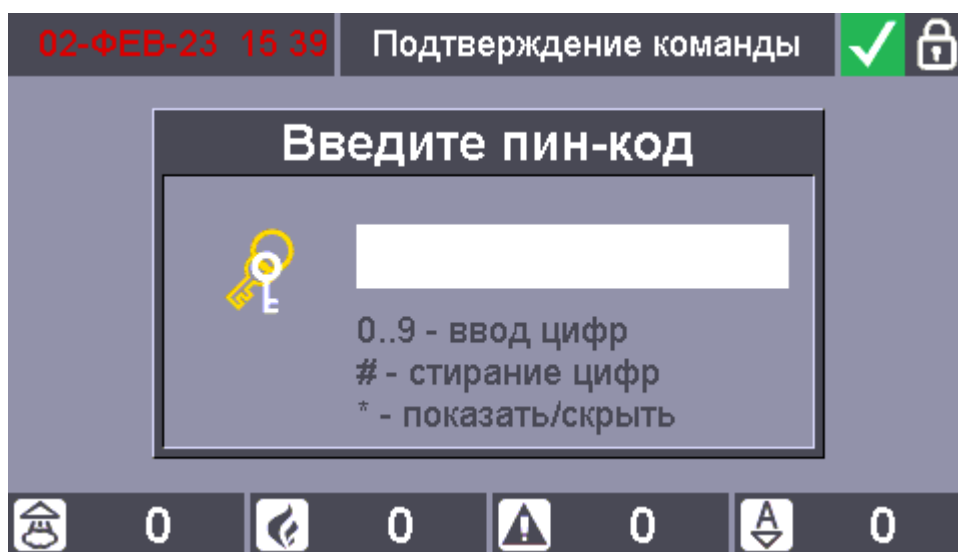 02-ФЕВ-23 15 39 Подтверждение команды
Введите пин-код
0..9 - ввод цифр
# - стирание цифр
* - показать/скрыть
0 0 0 A 0